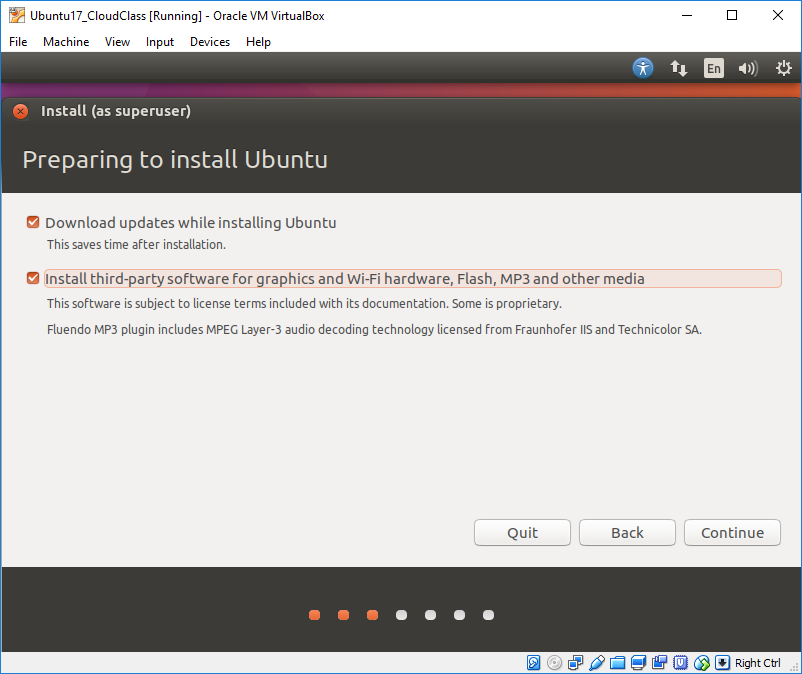 Ubuntu17_CloudClass [Running] - Oracle VM VirtualBox
File Machine View Input Devices Help
En
Install (as superuser)
Preparing to install Ubuntu
Download updates while installing Ubuntu
This saves time after installation.
Install third-party software for graphics and Wi-Fi hardware, Flash, MP3 and other media
This software is subject to license terms included with its documentation. Some is proprietary.
Fluendo MP3 plugin includes MPEG Layer-3 audio decoding technology licensed from Fraunhofer IIS and Technicolor SA.
Quit Back Continue
Right Ctrl